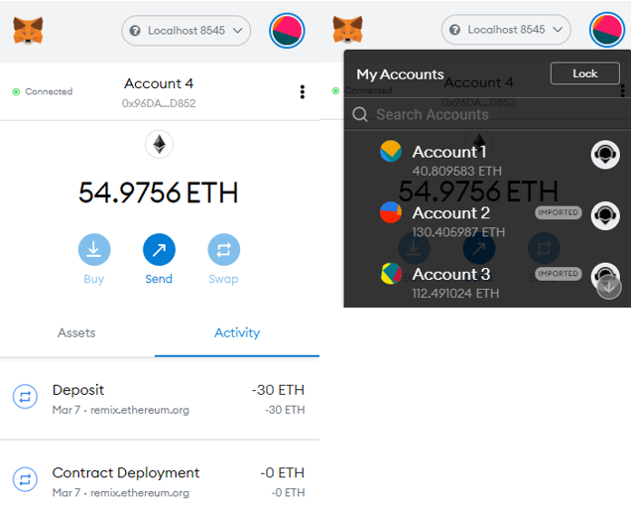 Localhost 8545
Connected
Account 4
0x96DA...D852
54.9756 ETH
Buy
Send
Swap
Assets
Activity
Deposit
-30 ETH
Mar 7 · remix.ethereum.org
-30 ETH
Contract Deployment
-0 ETH
Mar 7 · remix.ethereum.org
-0 ETH
Localhost 8545
My Accounts
Lock
Connected
Account 4
0x96DA...D852
Search Accounts
Account 1
40.809583 ETH
54.9756 ETH
Account 2
IMPORTED
130.405987 ETH
Account 3
IMPORTED
112.491024 ETH